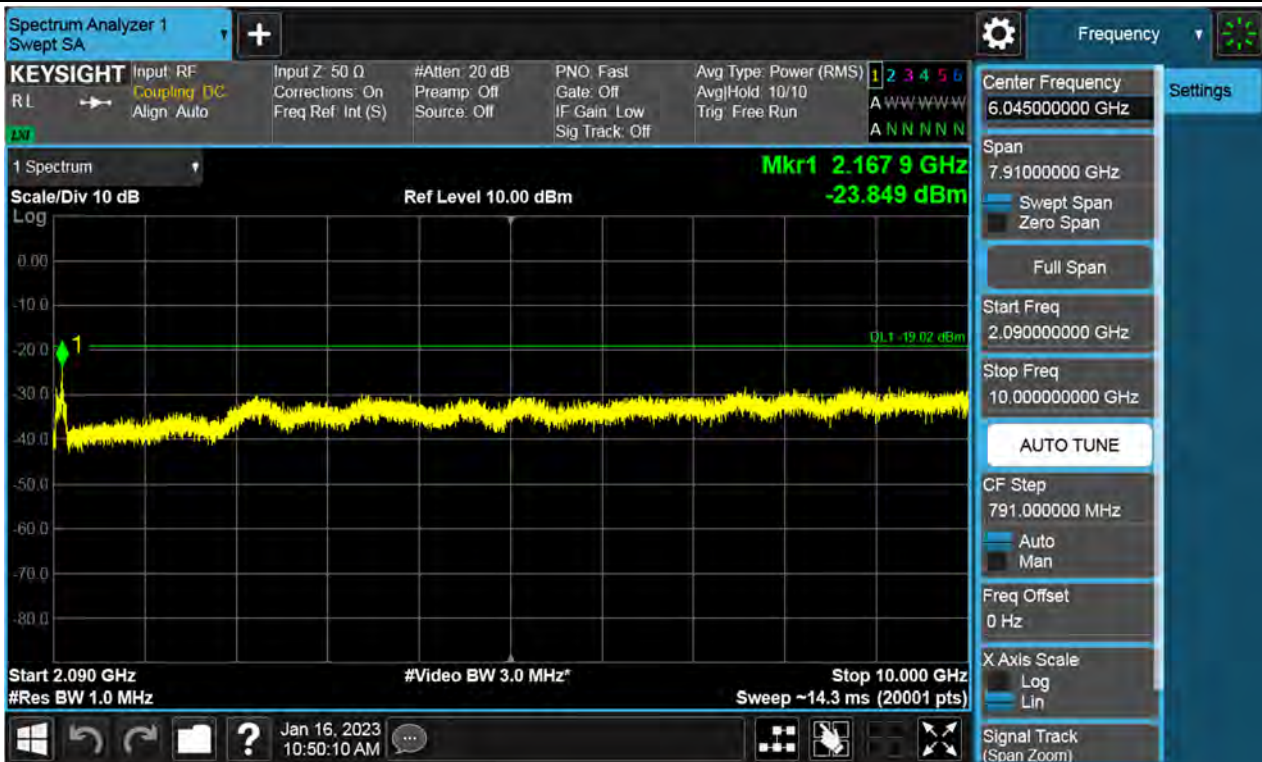 Spectrum Analyzer 1
Swept SA
+
Frequency
KEYSIGHT
RL
LXI
Input: RF
Coupling: DC
Align: Auto
Input Z: 50 Ω
Corrections: On
Freq Ref: Int (S)
#Atten: 20 dB
Preamp: Off
Source: Off
PNO: Fast
Gate: Off
IF Gain: Low
Sig Track: Off
Avg Type: Power (RMS)
Avg|Hold: 10/10
Trig: Free Run
1 2 3 4 5 6
A W W W W W
A N N N N N
1 Spectrum
Mkr1 2.167 9 GHz
-23.849 dBm
Scale/Div 10 dB
Ref Level 10.00 dBm
Log
0.00
-10.0
-20.0
-30.0
-40.0
-50.0
-60.0
-70.0
-80.0
1
DL1 -19.02 dBm
Start 2.090 GHz
#Video BW 3.0 MHz*
Stop 10.000 GHz
#Res BW 1.0 MHz
Sweep ~14.3 ms (20001 pts)
Center Frequency
6.045000000 GHz
Settings
Span
7.91000000 GHz
Swept Span
Zero Span
Full Span
Start Freq
2.090000000 GHz
Stop Freq
10.000000000 GHz
AUTO TUNE
CF Step
791.000000 MHz
Auto
Man
Freq Offset
0 Hz
X Axis Scale
Log
Lin
Signal Track
(Span Zoom)
?
Jan 16, 2023
10:50:10 AM